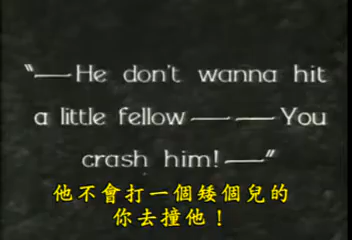 “—He don't wanna hit
a little fellow — — You
crash him!—”
他不會打一個矮個兒的
你去撞他！